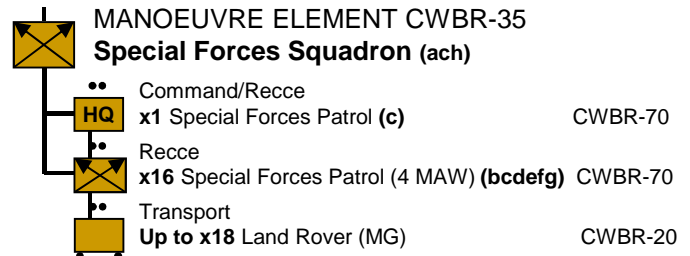 MANOEUVRE ELEMENT CWBR-35
Special Forces Squadron (ach)
Command/Recce
HQ x1 Special Forces Patrol (c) CWBR-70
Recce
x16 Special Forces Patrol (4 MAW) (bcdefg) CWBR-70
Transport
Up to x18 Land Rover (MG) CWBR-20